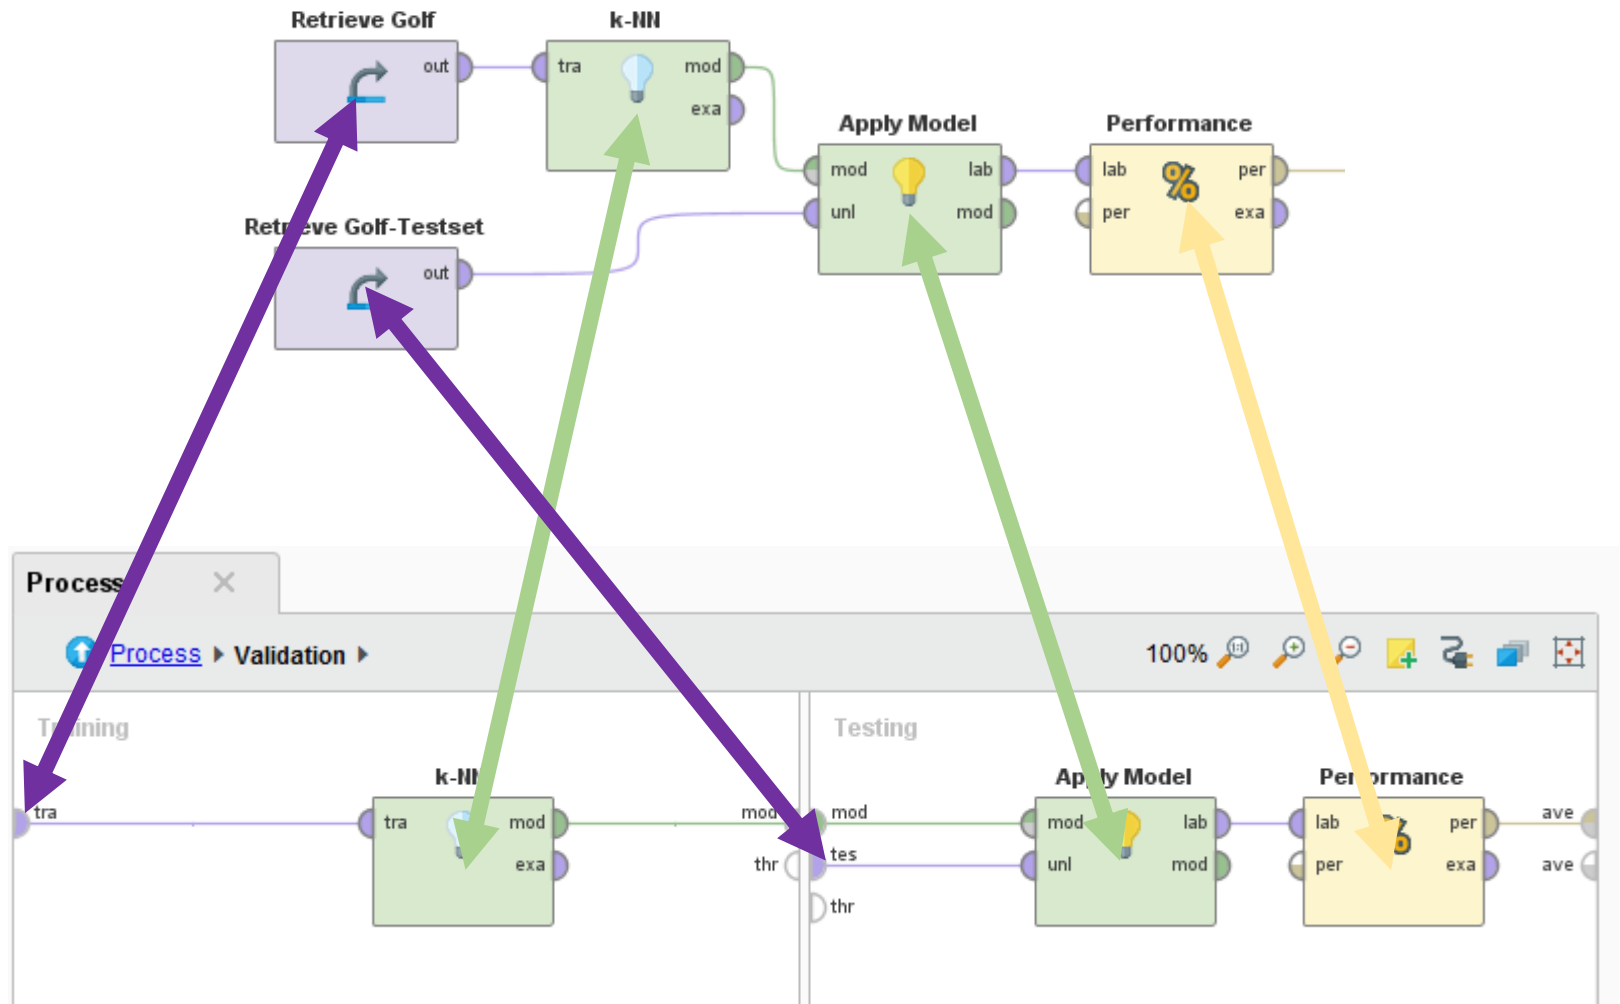 Retrieve Golf
k-NN
out
tra
mod
exa
Apply Model
Performance
mod
lab
lab
per
unl
mod
per
exa
Retrieve Golf-Testset
out
Process
Process Validation
100%
Training
Testing
k-NN
Apply Model
Performance
tra
tra
mod
mod
mod
mod
lab
lab
per
ave
exa
thr
tes
unl
mod
per
exa
ave
thr